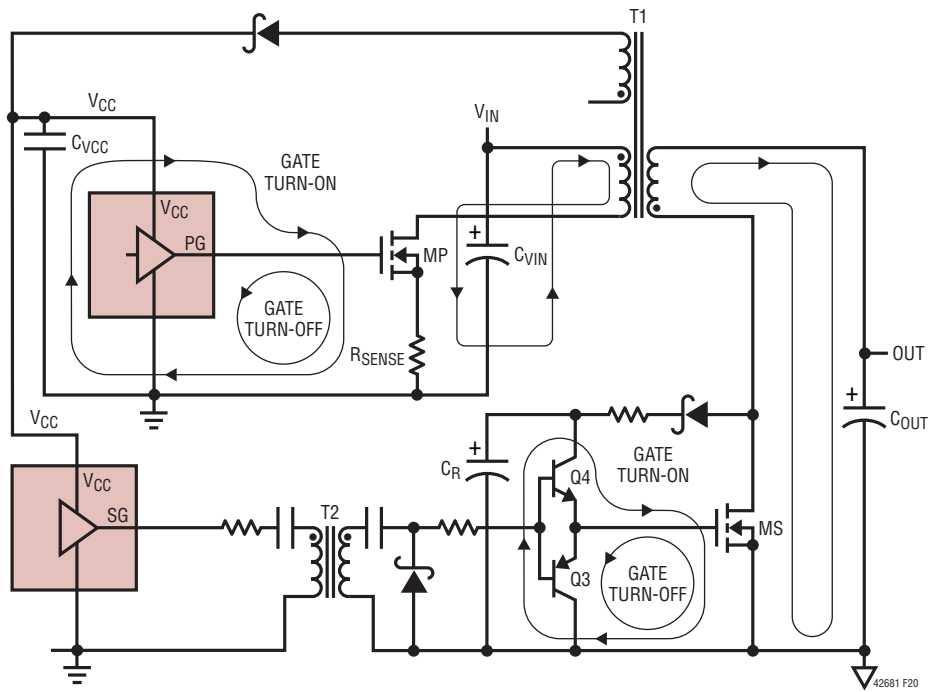 T1
VCC
VIN
CVCC
GATE
TURN-ON
VCC
PG
MP
+
CVIN
GATE
TURN-OFF
RSENSE
OUT
+
COUT
VCC
+
CR
GATE
TURN-ON
VCC
SG
T2
Q4
MS
Q3
GATE
TURN-OFF
42681 F20